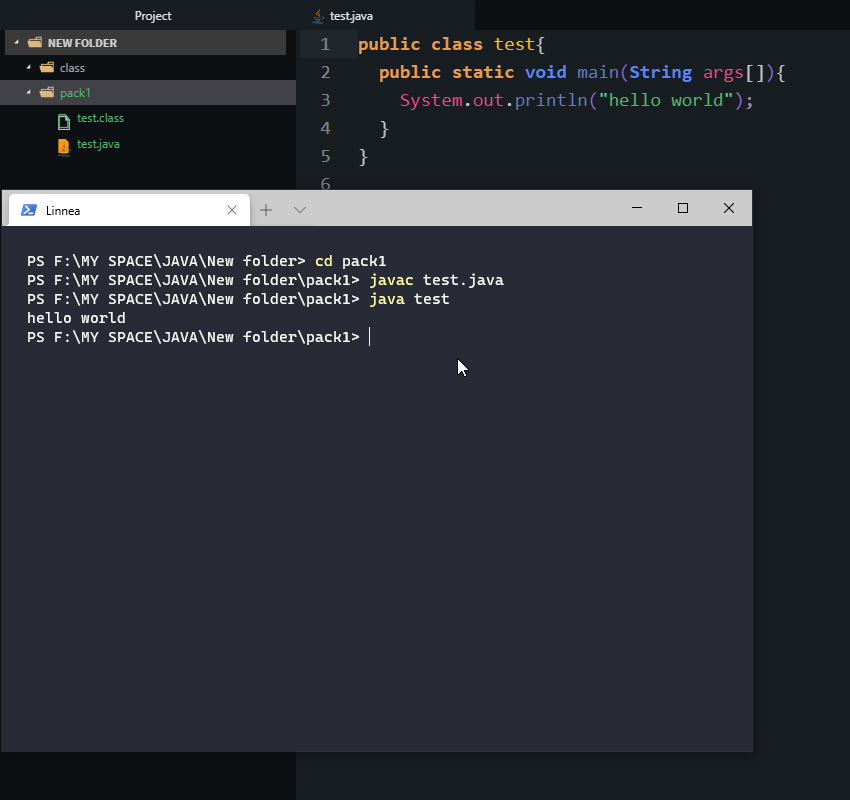 Project
test.java
NEW FOLDER
class
pack1
test.class
test.java
1 public class test{
2 public static void main(String args[]){
3 System.out.println("hello world");
4 }
5 }
6
Linnea
PS F:\MY SPACE\JAVA\New folder> cd pack1
PS F:\MY SPACE\JAVA\New folder\pack1> javac test.java
PS F:\MY SPACE\JAVA\New folder\pack1> java test
hello world
PS F:\MY SPACE\JAVA\New folder\pack1>